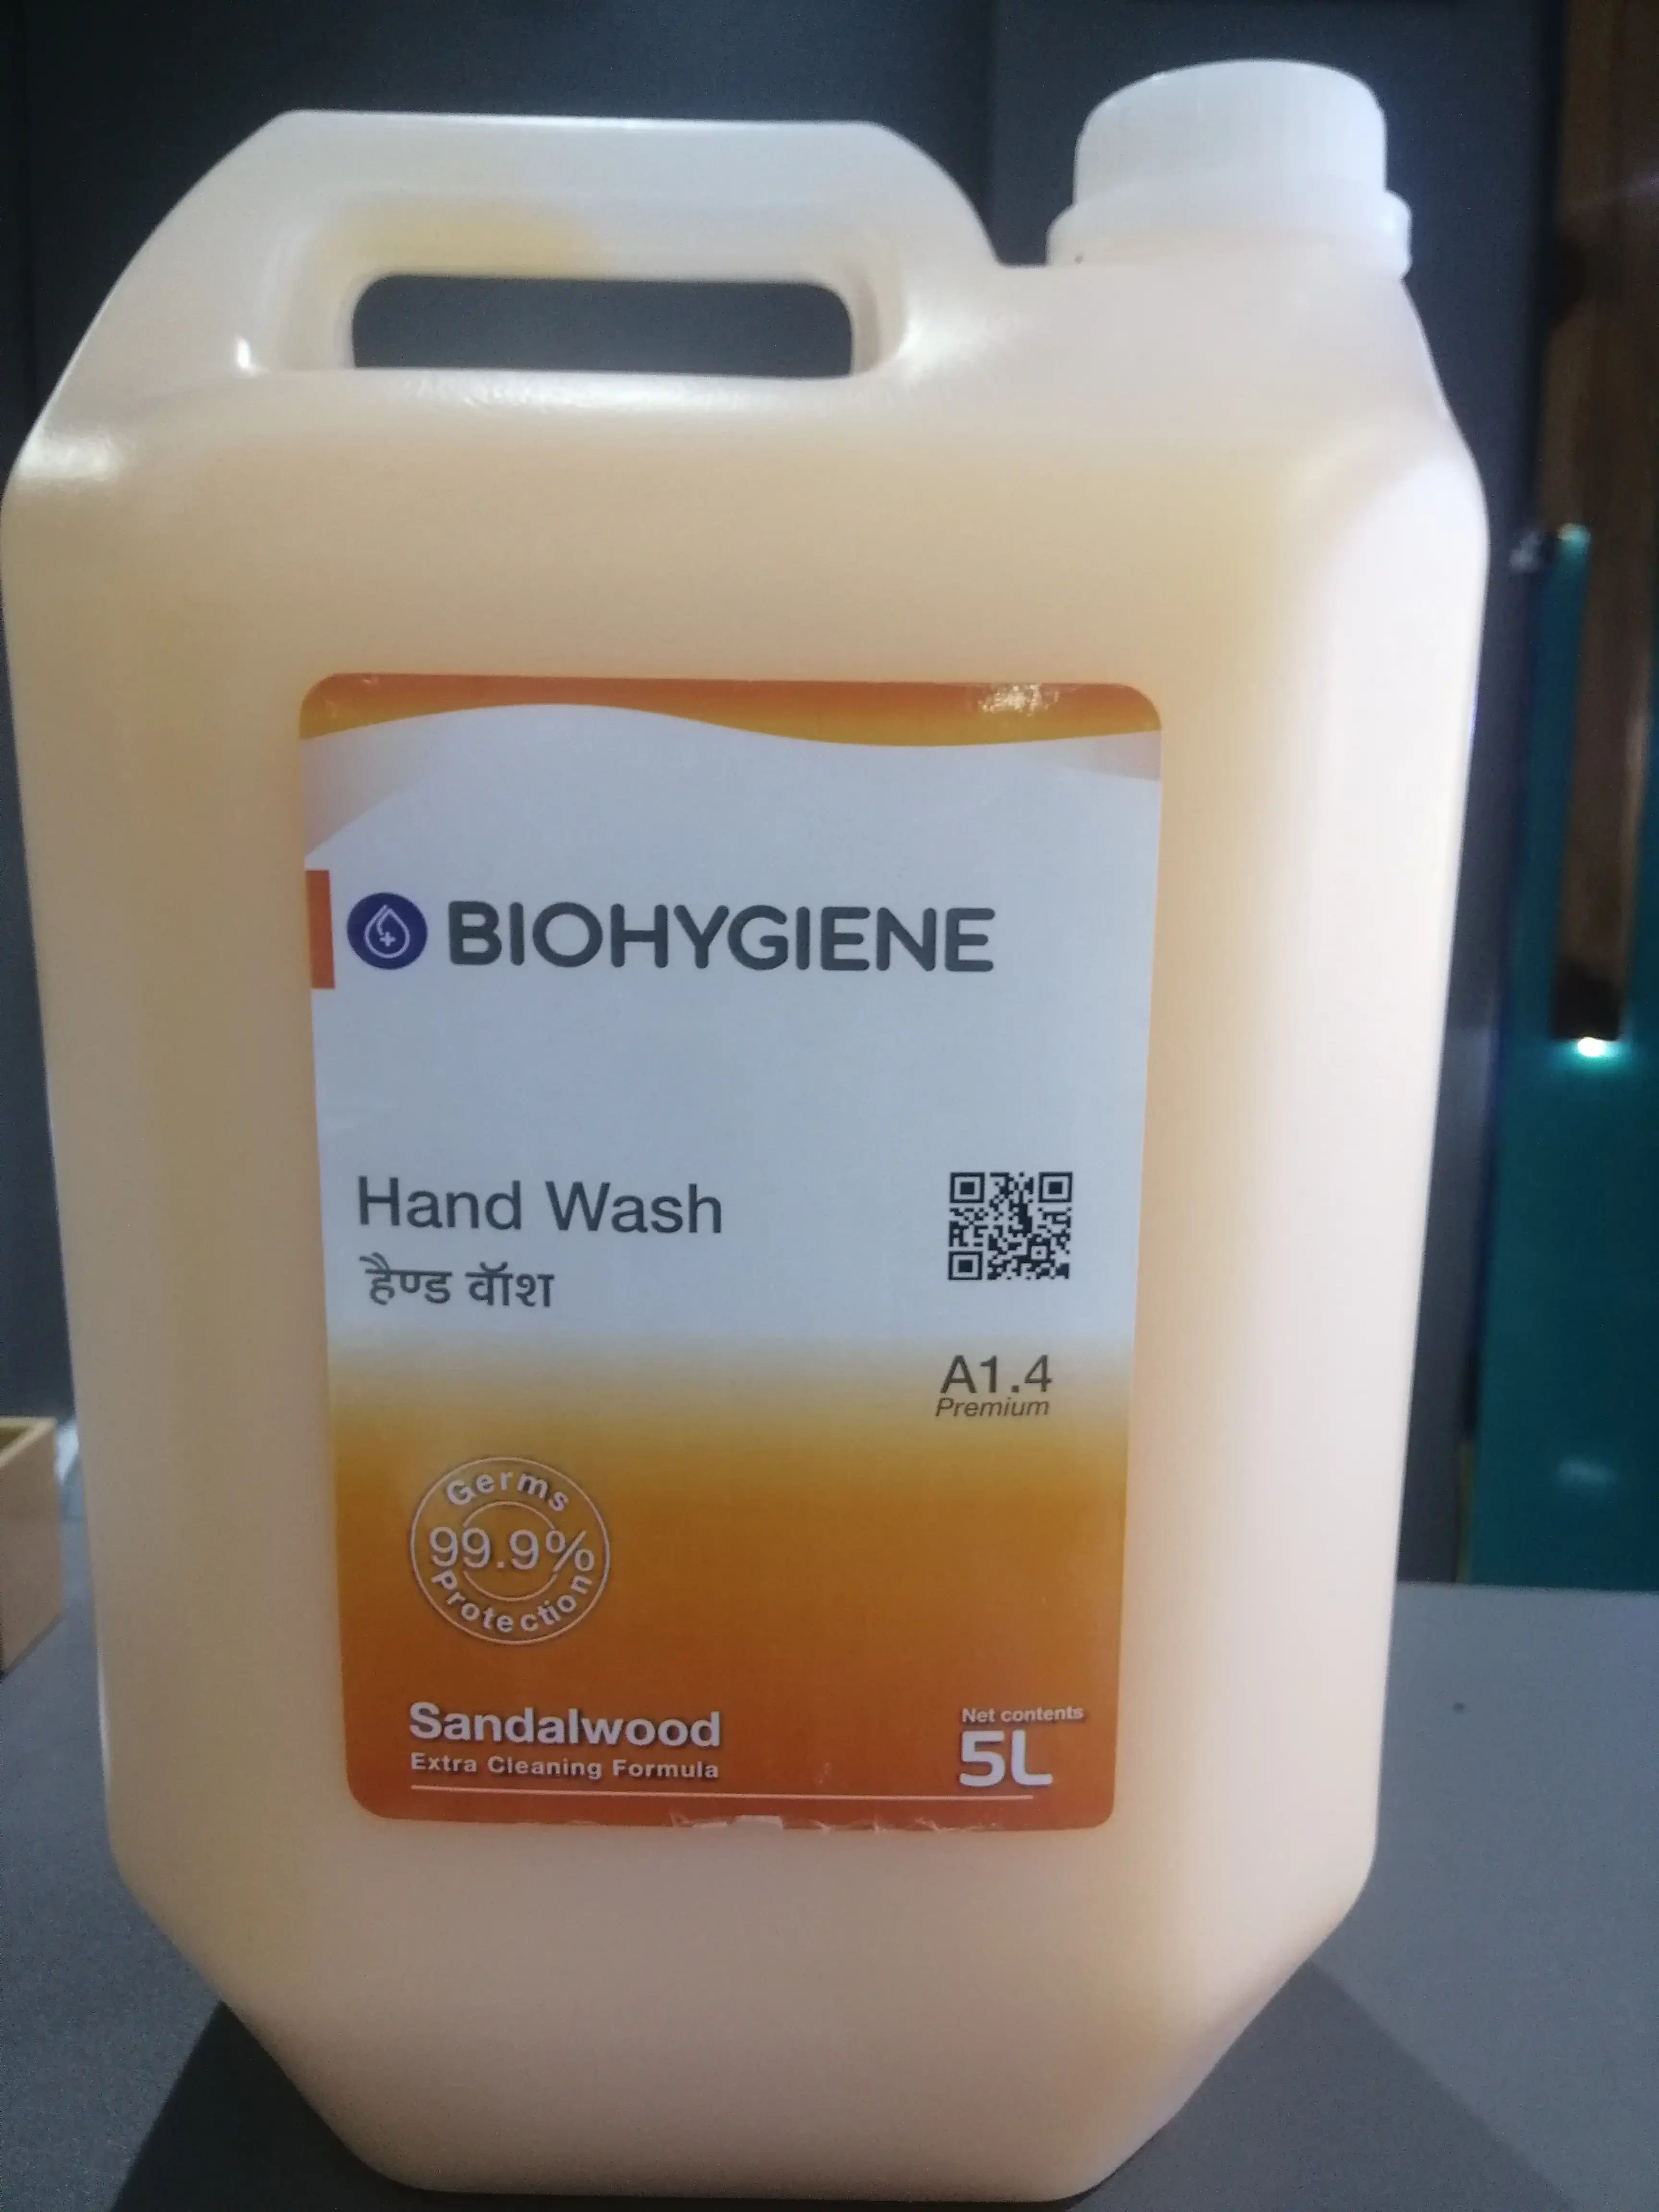 BIOHYGIENE
Hand Wash
हैण्ड वॉश
A1.4
Premium
Germs
99.9%
Protection
Sandalwood
Extra Cleaning Formula
Net contents
5L